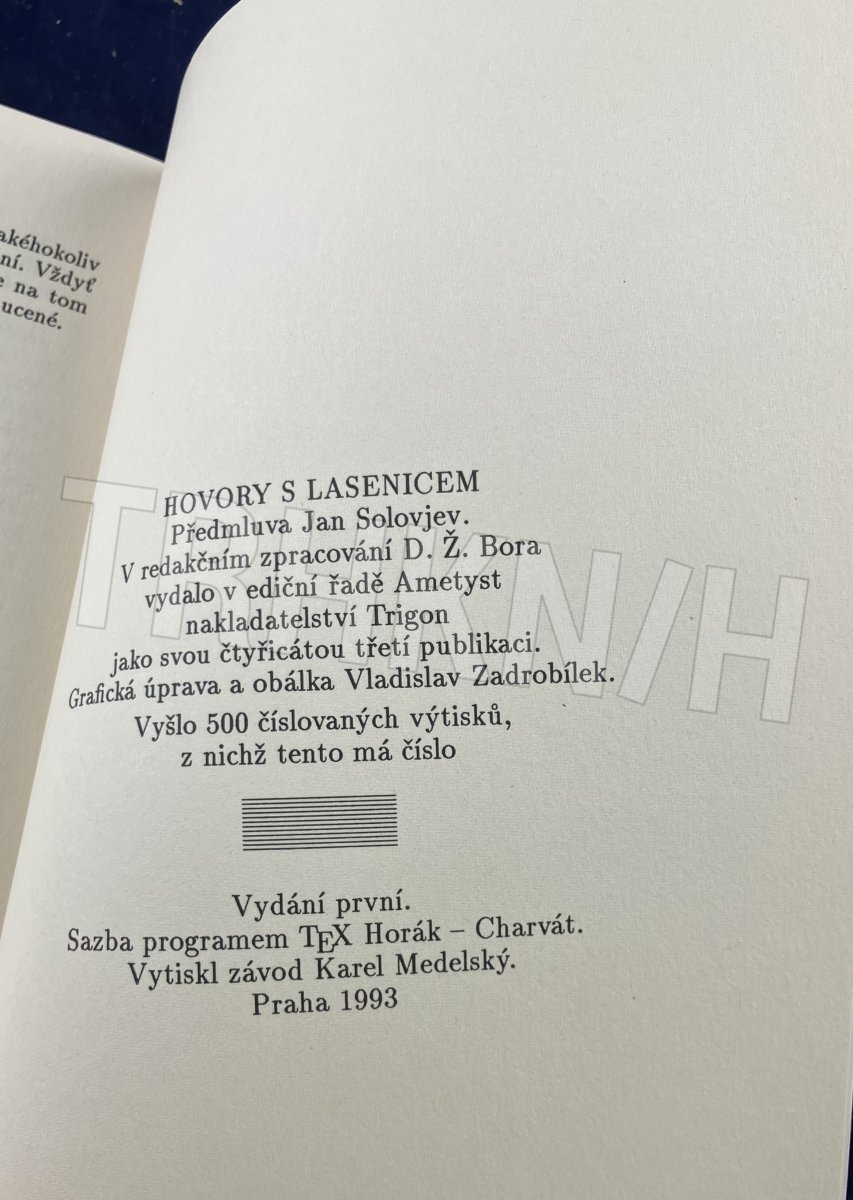 akéhokoliv
ní. Vždyť
e na tom
ucené.
HOVORY S LASENICEM
Předmluva Jan Solovjev.
V redakčním zpracování D. Ž. Bora
vydalo v ediční řadě Ametyst
nakladatelství Trigon
jako svou čtyřicátou třetí publikaci.
Grafická úprava a obálka Vladislav Zadrobílek.
Vyšlo 500 číslovaných výtisků,
z nichž tento má číslo
Vydání první.
Sazba programem TEX Horák – Charvát.
Vytiskl závod Karel Medelský.
Praha 1993